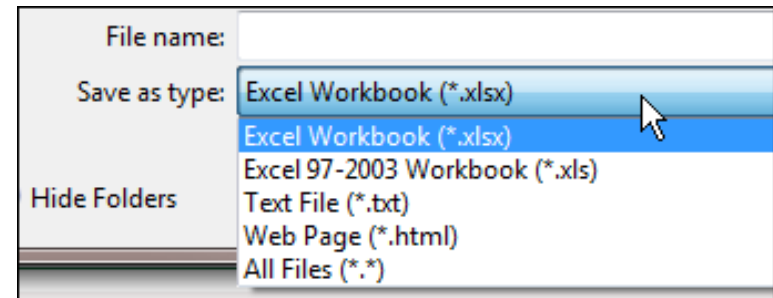 File name:
Save as type: Excel Workbook (*.xlsx)
Excel Workbook (*.xlsx)
Excel 97-2003 Workbook (*.xls)
Hide Folders
Text File (*.txt)
Web Page (*.html)
All Files (*.*)